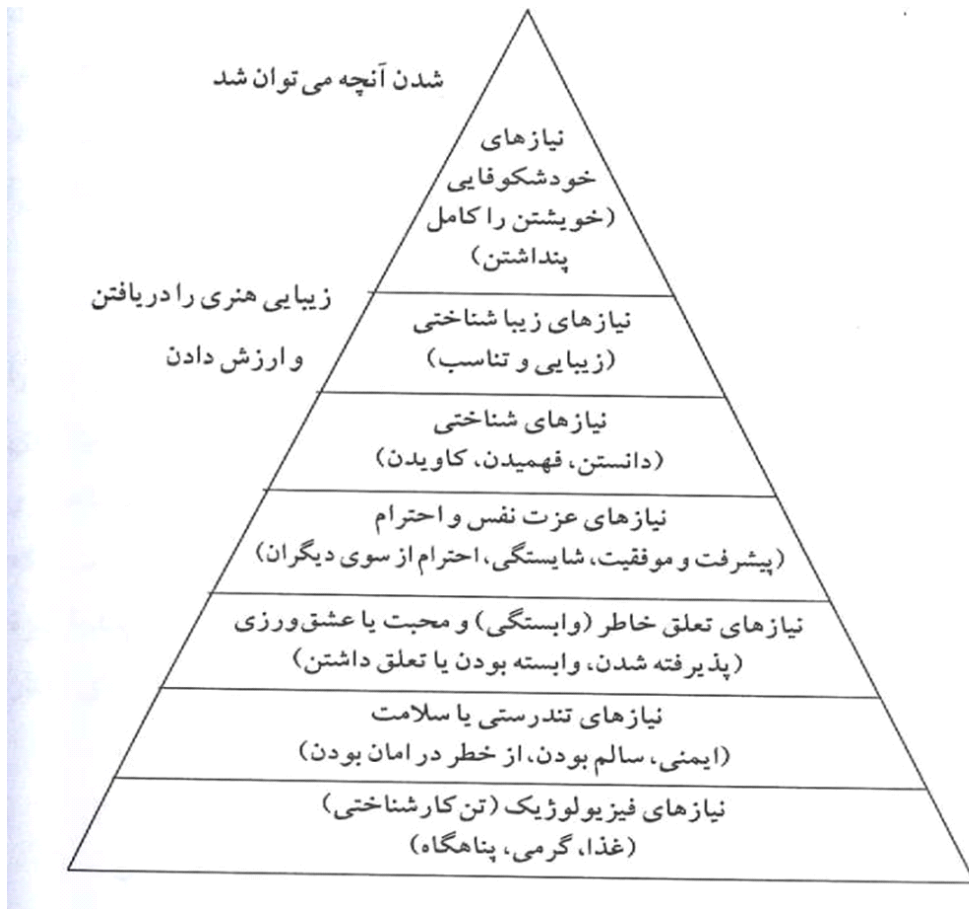 شدن آنچه می توان شد
نیازهای
خودشکوفایی
(خویشتن را کامل
پنداشتن)
زیبایی هنری را دریافتن
و ارزش دادن
نیازهای زیبا شناختی
(زیبایی و تناسب)
نیازهای شناختی
(دانستن، فهمیدن، کاویدن)
نیازهای عزت نفس و احترام
(پیشرفت و موفقیت، شایستگی، احترام از سوی دیگران)
نیازهای تعلق خاطر (وابستگی) و محبت یا عشق‌ورزی
(پذیرفته شدن، وابسته بودن یا تعلق داشتن)
نیازهای تندرستی یا سلامت
(ایمنی، سالم بودن، از خطر در امان بودن)
نیازهای فیزیولوژیک (تن کارشناختی)
(غذا، گرمی، پناهگاه)